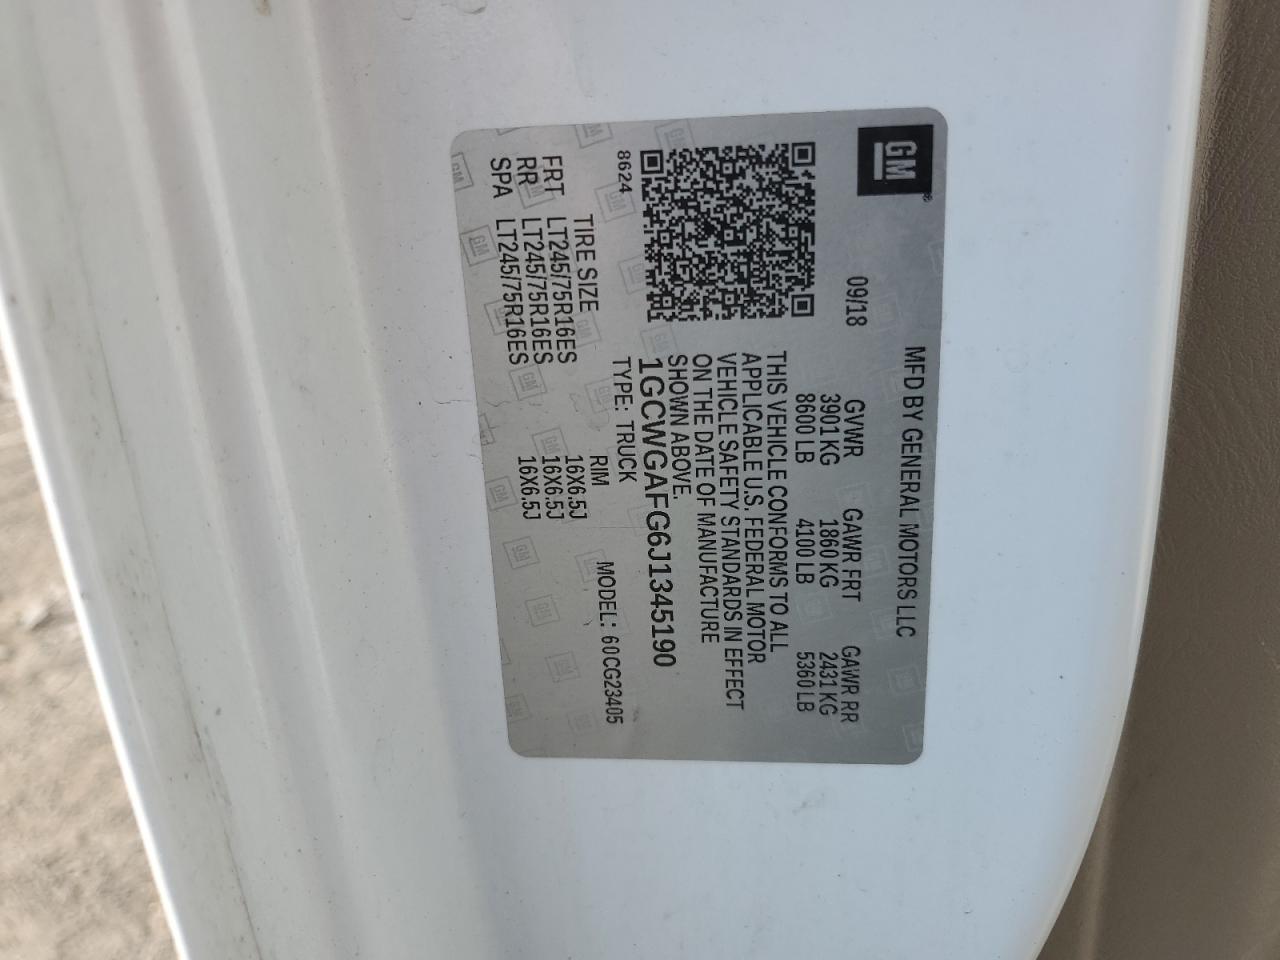 GM®
MFD BY GENERAL MOTORS LLC
09/18 GVWR GAWR FRT GAWR RR
3901 KG 1860 KG 2431 KG
8600 LB 4100 LB 5360 LB
THIS VEHICLE CONFORMS TO ALL
APPLICABLE U.S. FEDERAL MOTOR
VEHICLE SAFETY STANDARDS IN EFFECT
ON THE DATE OF MANUFACTURE
SHOWN ABOVE.
1GCWGAFG6J1345190
8624 TYPE: TRUCK MODEL: 60CG23405
TIRE SIZE RIM
FRT LT245/75R16ES 16X6.5J
RR LT245/75R16ES 16X6.5J
SPA LT245/75R16ES 16X6.5J